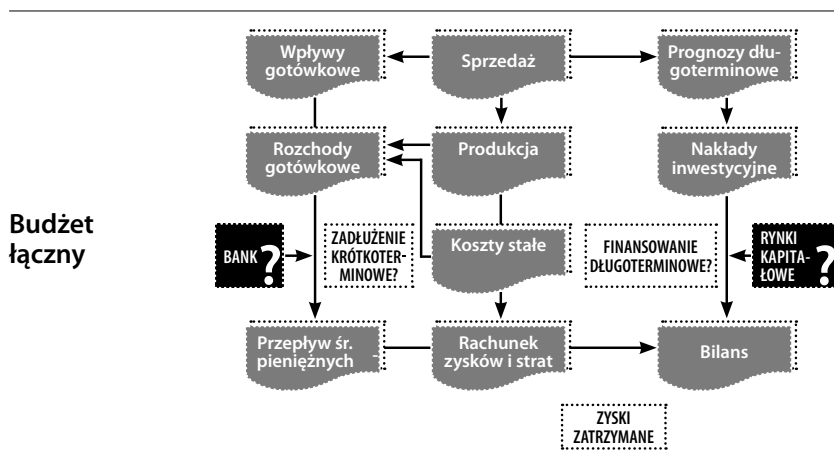 Wpływy
gotówkowe
Sprzedaż
Prognozy dłu-
goterminowe
Rozchody
gotówkowe
Produkcja
Nakłady
inwestycyjne
Budżet
łączny
BANK ?
ZADŁUŻENIE
KRÓTKOTER-
MINOWE?
Koszty stałe
FINANSOWANIE
DŁUGOTERMINOWE?
RYNKI
KAPITA-
ŁOWE ?
Przepływ śr.
pieniężnych -
Rachunek
zysków i strat
Bilans
ZYSKI
ZATRZYMANE